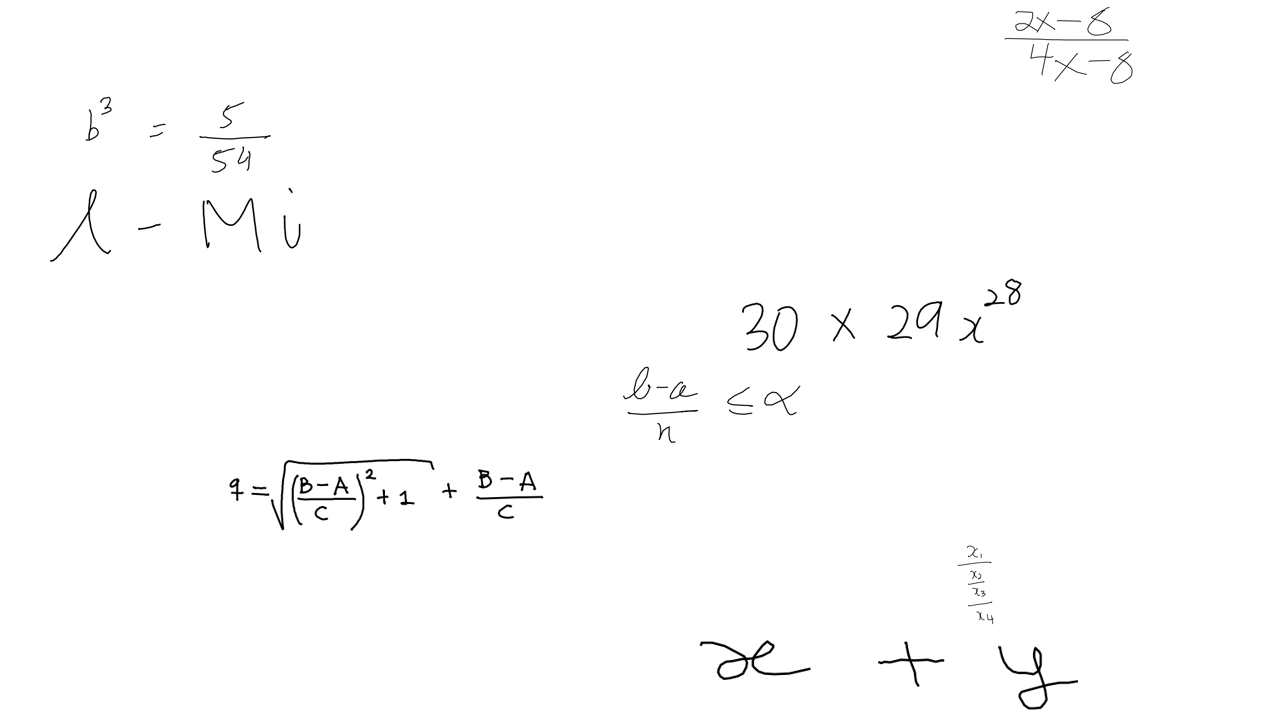 \frac{2x-8}{4x-8}
b^3 = \frac{5}{54}
\lambda - Mi
30 \times 29x^{28}
\frac{b-a}{n} \leq \alpha
q = \sqrt{\left(\frac{B-A}{C}\right)^2+1} + \frac{B-A}{C}
\frac{x_1}{\frac{\frac{x_2}{x_3}}{x_4}}
x + y